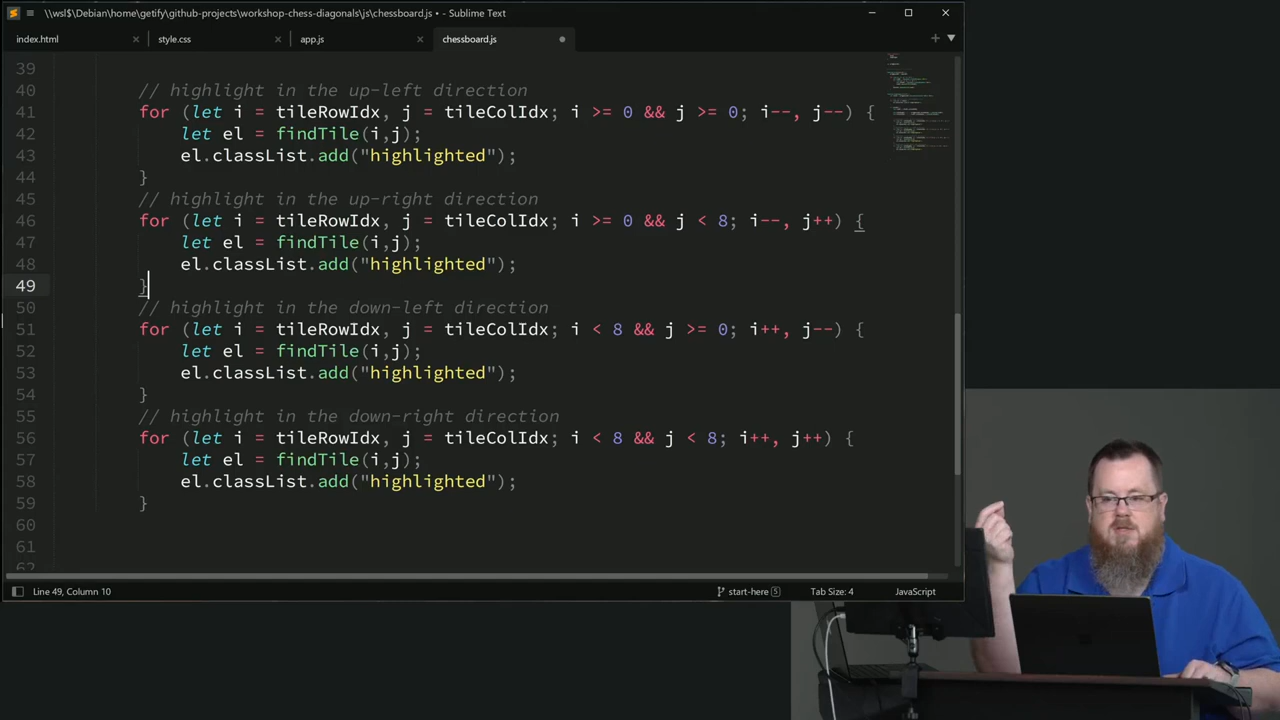 \\wsl$\Debian\home\getify\github-projects\workshop-chess-diagonals\js\chessboard.js • - Sublime Text
index.html
style.css
app.js
chessboard.js
39
40 // highlight in the up-left direction
41 for (let i = tileRowIdx, j = tileColIdx; i >= 0 && j >= 0; i--, j--) {
42 let el = findTile(i,j);
43 el.classList.add("highlighted");
44 }
45 // highlight in the up-right direction
46 for (let i = tileRowIdx, j = tileColIdx; i >= 0 && j < 8; i--, j++) {
47 let el = findTile(i,j);
48 el.classList.add("highlighted");
49 }
50 // highlight in the down-left direction
51 for (let i = tileRowIdx, j = tileColIdx; i < 8 && j >= 0; i++, j--) {
52 let el = findTile(i,j);
53 el.classList.add("highlighted");
54 }
55 // highlight in the down-right direction
56 for (let i = tileRowIdx, j = tileColIdx; i < 8 && j < 8; i++, j++) {
57 let el = findTile(i,j);
58 el.classList.add("highlighted");
59 }
60
61
62
Line 49, Column 10
start-here 5
Tab Size: 4
JavaScript